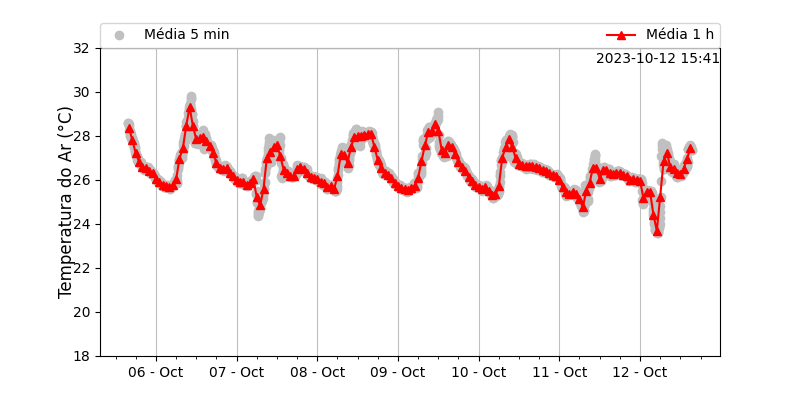 Média 5 min
Média 1 h
2023-10-12 15:41
Temperatura do Ar (°C)
32
30
28
26
24
22
20
18
06 - Oct
07 - Oct
08 - Oct
09 - Oct
10 - Oct
11 - Oct
12 - Oct